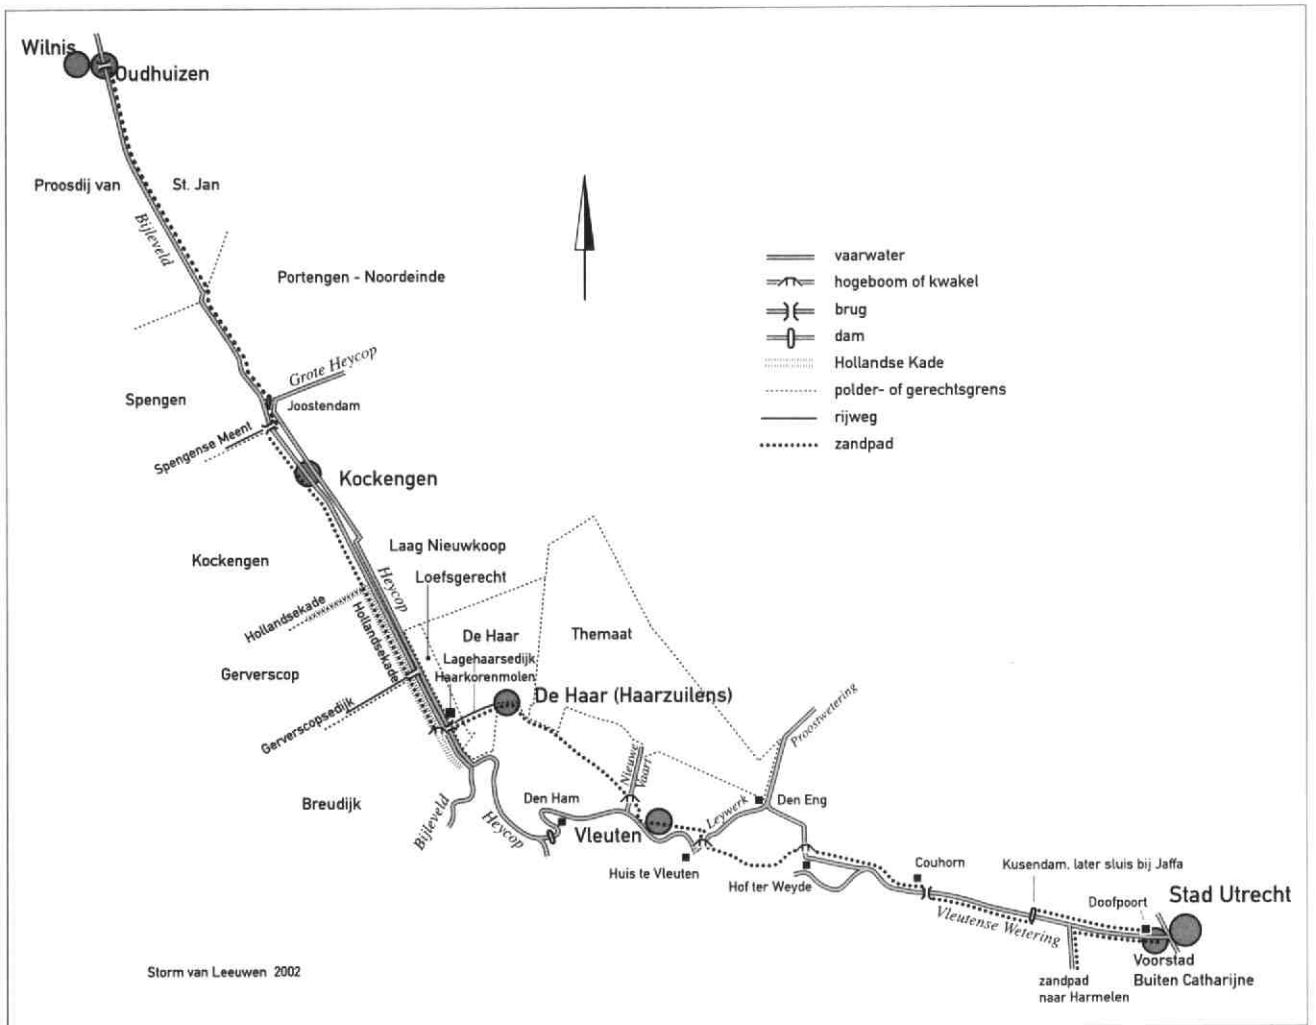 Wilnis
Oudhuizen
Proosdij van
St. Jan
Bijleveld
Portengen - Noordeinde
vaarwater
hogeboom of kwakel
brug
dam
Hollandse Kade
polder- of gerechtsgrens
rijweg
zandpad
Grote Heycop
Spengen
Joostendam
Spengense Meent
Kockengen
Laag Nieuwkoop
Kockengen
Heycop
Loefsgerecht
Hollandsekade
Hollandsekade
De Haar
Themaat
Lagehaarsedijk
Gerverscop
Haarkorenmolen
De Haar (Haarzuilens)
Gerverscopsedijk
Proostwetering
Nieuwe
Vaart
Breudijk
Den Ham
Leywerk
Den Eng
Bijleveld
Heycop
Vleuten
Huis te Vleuten
Hof ter Weyde
Couhorn
Kusendam. later sluis bij Jaffa
Stad Utrecht
Doofpoort
Vleutense Wetering
Voorstad
Buiten Catharijne
zandpad
naar Harmelen
Storm van Leeuwen 2002